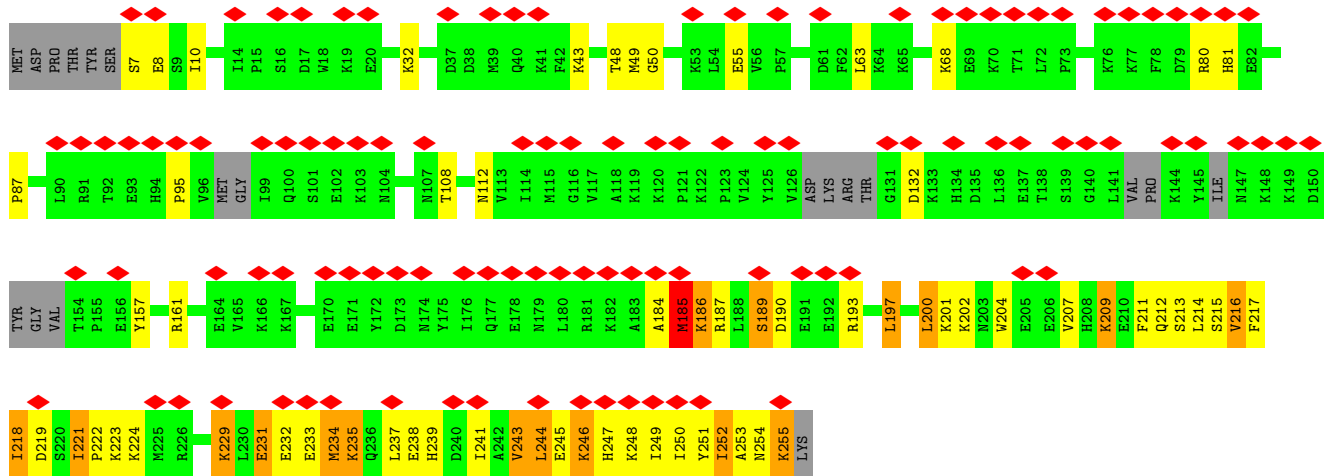 MET ASP PRO THR TYR SER S7 E8 S9 I10 I14 P15 S16 D17 W18 K19 E20 K32 D37 D38 M39 Q40 K41 F42 K43 T48 M49 G50 K53 L54 E55 V56 P57 D61 F62 L63 K64 K65 K68 E69 K70 T71 L72 P73 K76 K77 F78 D79 R80 H81 E82
P87 L90 R91 T92 E93 H94 P95 V96 MET GLY I99 Q100 S101 E102 K103 N104 N107 T108 N112 V113 I114 M115 G116 V117 A118 K119 K120 P121 K122 P123 V124 Y125 V126 ASP LYS ARG THR G131 D132 K133 H134 D135 L136 E137 T138 S139 G140 L141 VAL PRO K144 Y145 ILE N147 K148 K149 D150
TYR GLY VAL T154 P155 E156 Y157 R161 E164 V165 K166 K167 E170 E171 Y172 D173 N174 Y175 I176 Q177 E178 N179 L180 R181 K182 A183 A184 M185 K186 R187 L188 S189 D190 E191 E192 R193 L197 L200 K201 K202 N203 W204 E205 E206 V207 H208 K209 E210 F211 Q212 S213 L214 S215 V216 F217
I218 D219 S220 I221 P222 K223 K224 M225 R226 K229 L230 E231 E232 E233 M234 K235 Q236 L237 E238 H239 D240 I241 A242 V243 L244 E245 K246 H247 K248 I249 I250 Y251 I252 A253 N254 K255 LYS